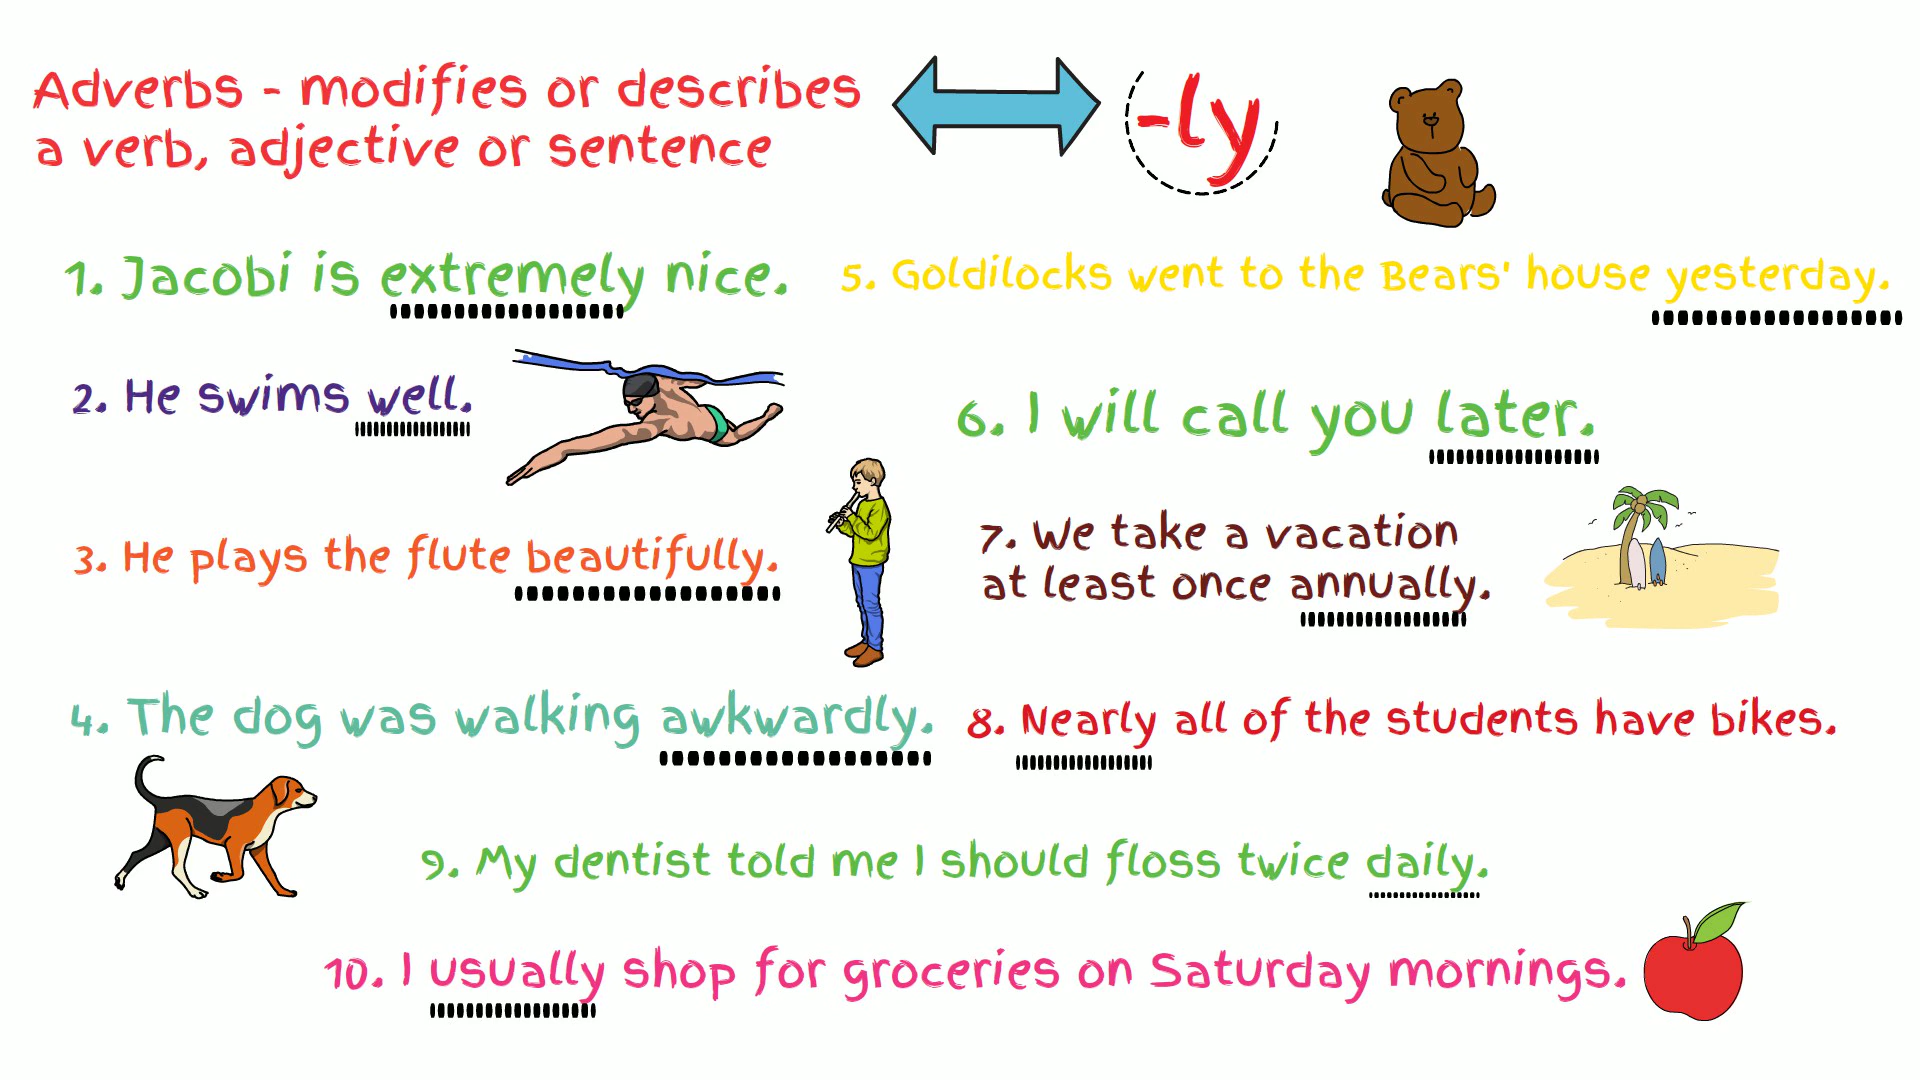 Adverbs - modifies or describes
a verb, adjective or sentence
-ly
1. Jacobi is extremely nice.
2. He swims well.
3. He plays the flute beautifully.
4. The dog was walking awkwardly.
5. Goldilocks went to the Bears' house yesterday.
6. I will call you later.
7. We take a vacation
at least once annually.
8. Nearly all of the students have bikes.
9. My dentist told me I should floss twice daily.
10. I usually shop for groceries on Saturday mornings.